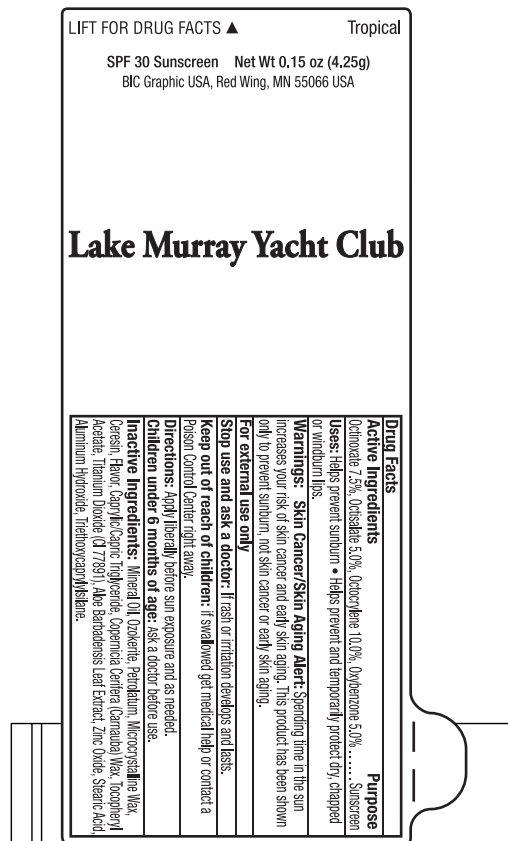 LIFT FOR DRUG FACTS ▲ Tropical
SPF 30 Sunscreen Net Wt 0.15 oz (4.25g)
BIC Graphic USA, Red Wing, MN 55066 USA
Lake Murray Yacht Club
Drug Facts
Active Ingredients Purpose
Octinovate 7.5%, Octisalate 5.0%, Octocrylene 10.0%, Oxybenzone 5.0% ....... Sunscreen
Uses: Helps prevent sunburn • Helps prevent and temporarily protect dry, chapped
or windburn lips.
Warnings: Skin Cancer/Skin Aging Alert: Spending time in the sun
increases your risk of skin cancer and early skin aging. This product has been shown
only to prevent sunburn, not skin cancer or early skin aging.
For external use only
Stop use and ask a doctor: If rash or irritation develops and lasts.
Keep out of reach of children: if swallowed get medical help or contact a
Poison Control Center right away.
Directions: Apply liberally before sun exposure and as needed.
Children under 6 months of age: Ask a doctor before use.
Inactive Ingredients: Mineral Oil, Ozokerite, Petrolatum, Microcrystalline Wax,
Ceresin, Flavor, Caprylic/Capric Triglyceride, Copernicia Cerifera (Carnauba) Wax, Tocopheryl
Acetate, Titanium Dioxide (CI 77891), Aloe Barbadensis Leaf Extract, Zinc Oxide, Stearic Acid,
Aluminum Hydroxide, Triethoxycaprylylsilane.